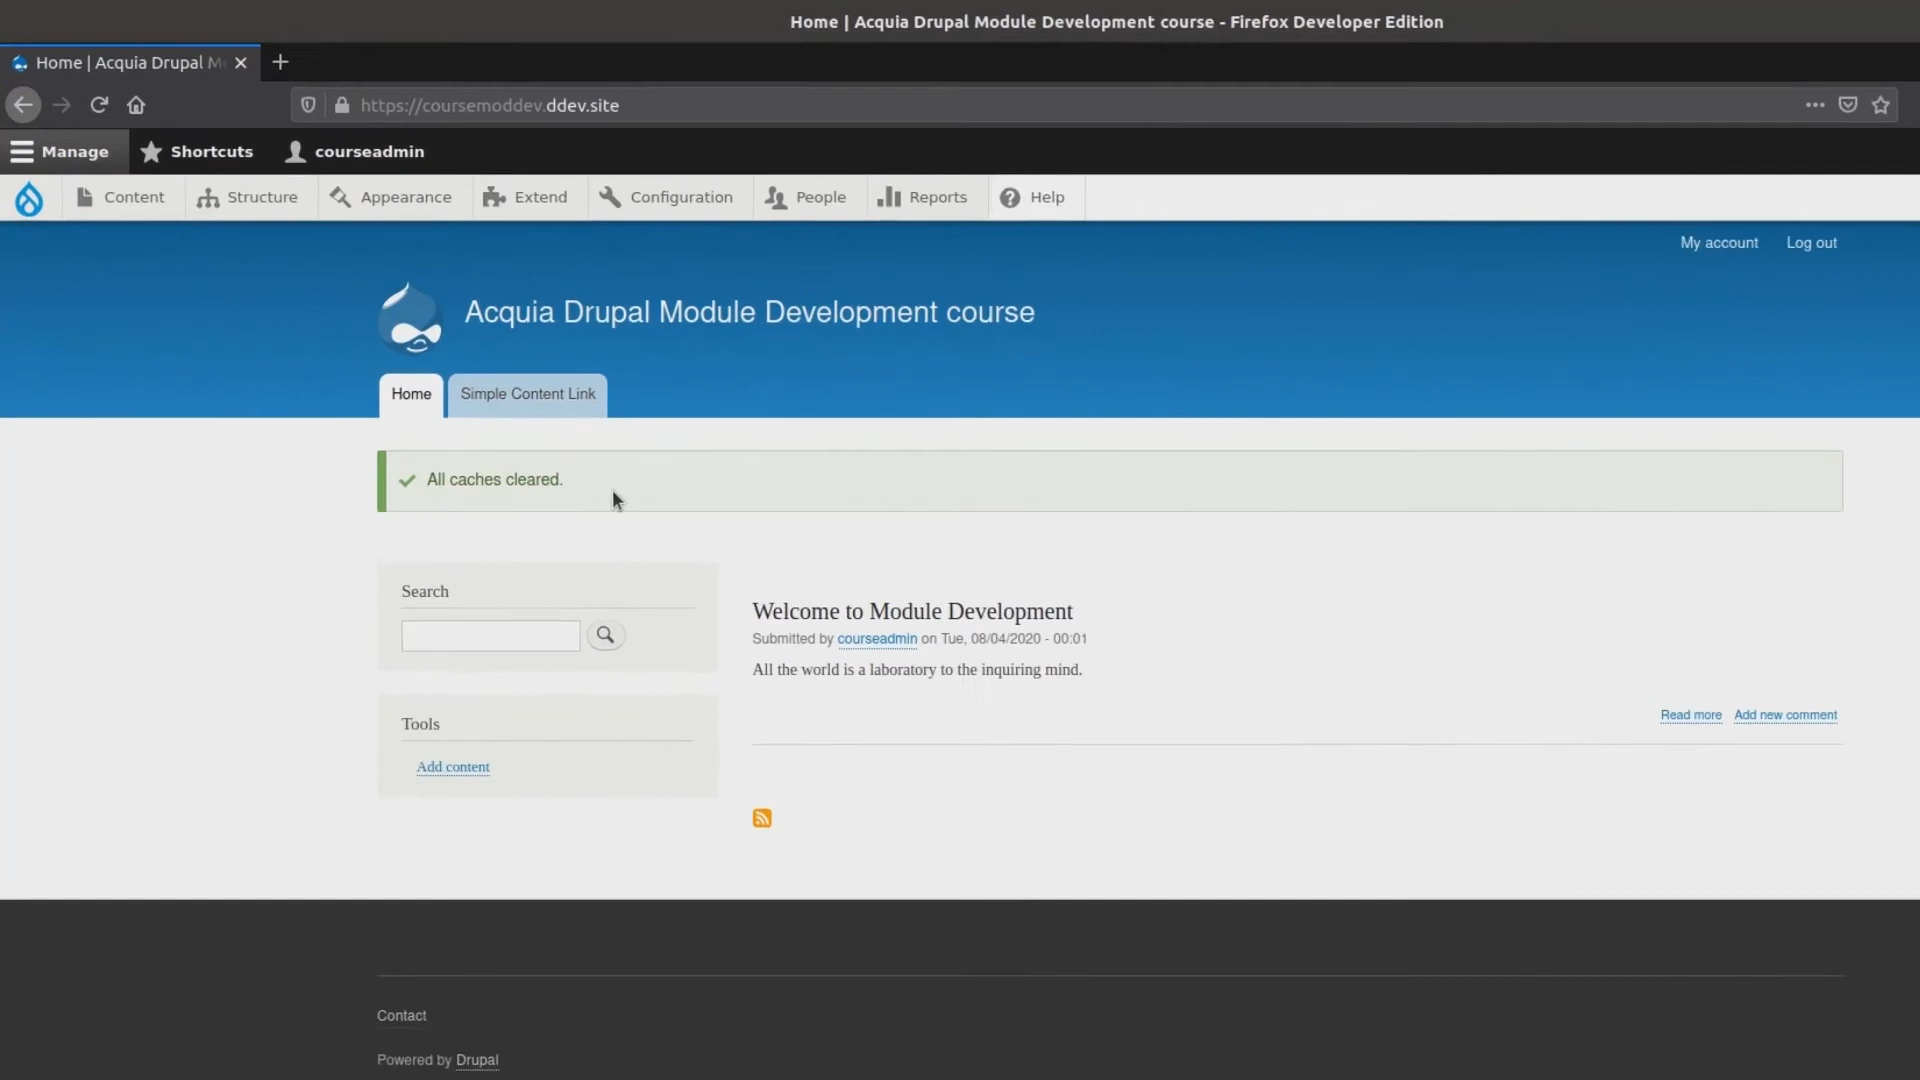 Home | Acquia Drupal Module Development course - Firefox Developer Edition
Home | Acquia Drupal M
https://coursemoddev.ddev.site
Manage Shortcuts courseadmin
Content Structure Appearance Extend Configuration People Reports Help
My account Log out
Acquia Drupal Module Development course
Home Simple Content Link
All caches cleared.
Search
Welcome to Module Development
Submitted by courseadmin on Tue, 08/04/2020 - 00:01
All the world is a laboratory to the inquiring mind.
Read more Add new comment
Tools
Add content
Contact
Powered by Drupal